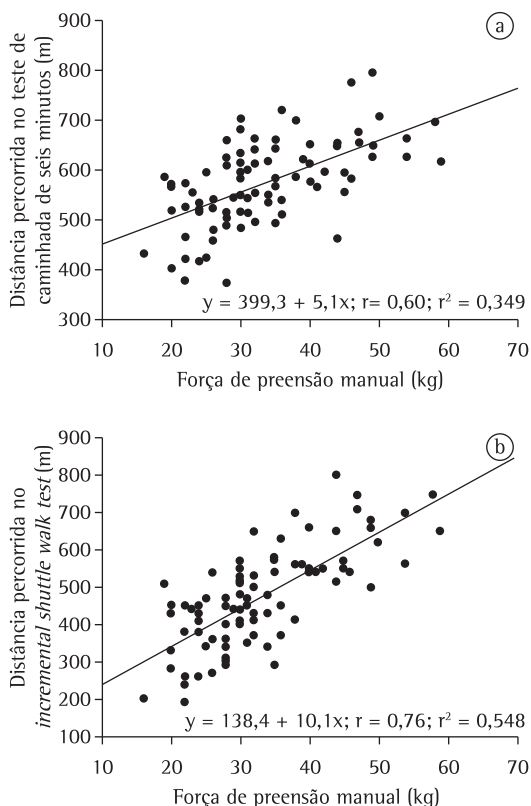 a
900
800
700
600
500
400
300
Distância percorrida no teste de
caminhada de seis minutos (m)
y = 399,3 + 5,1x; r= 0,60; r² = 0,349
10 20 30 40 50 60 70
Força de preensão manual (kg)
b
900
800
700
600
500
400
300
200
100
Distância percorrida no
incremental shuttle walk test (m)
y = 138,4 + 10,1x; r = 0,76; r² = 0,548
10 20 30 40 50 60 70
Força de preensão manual (kg)